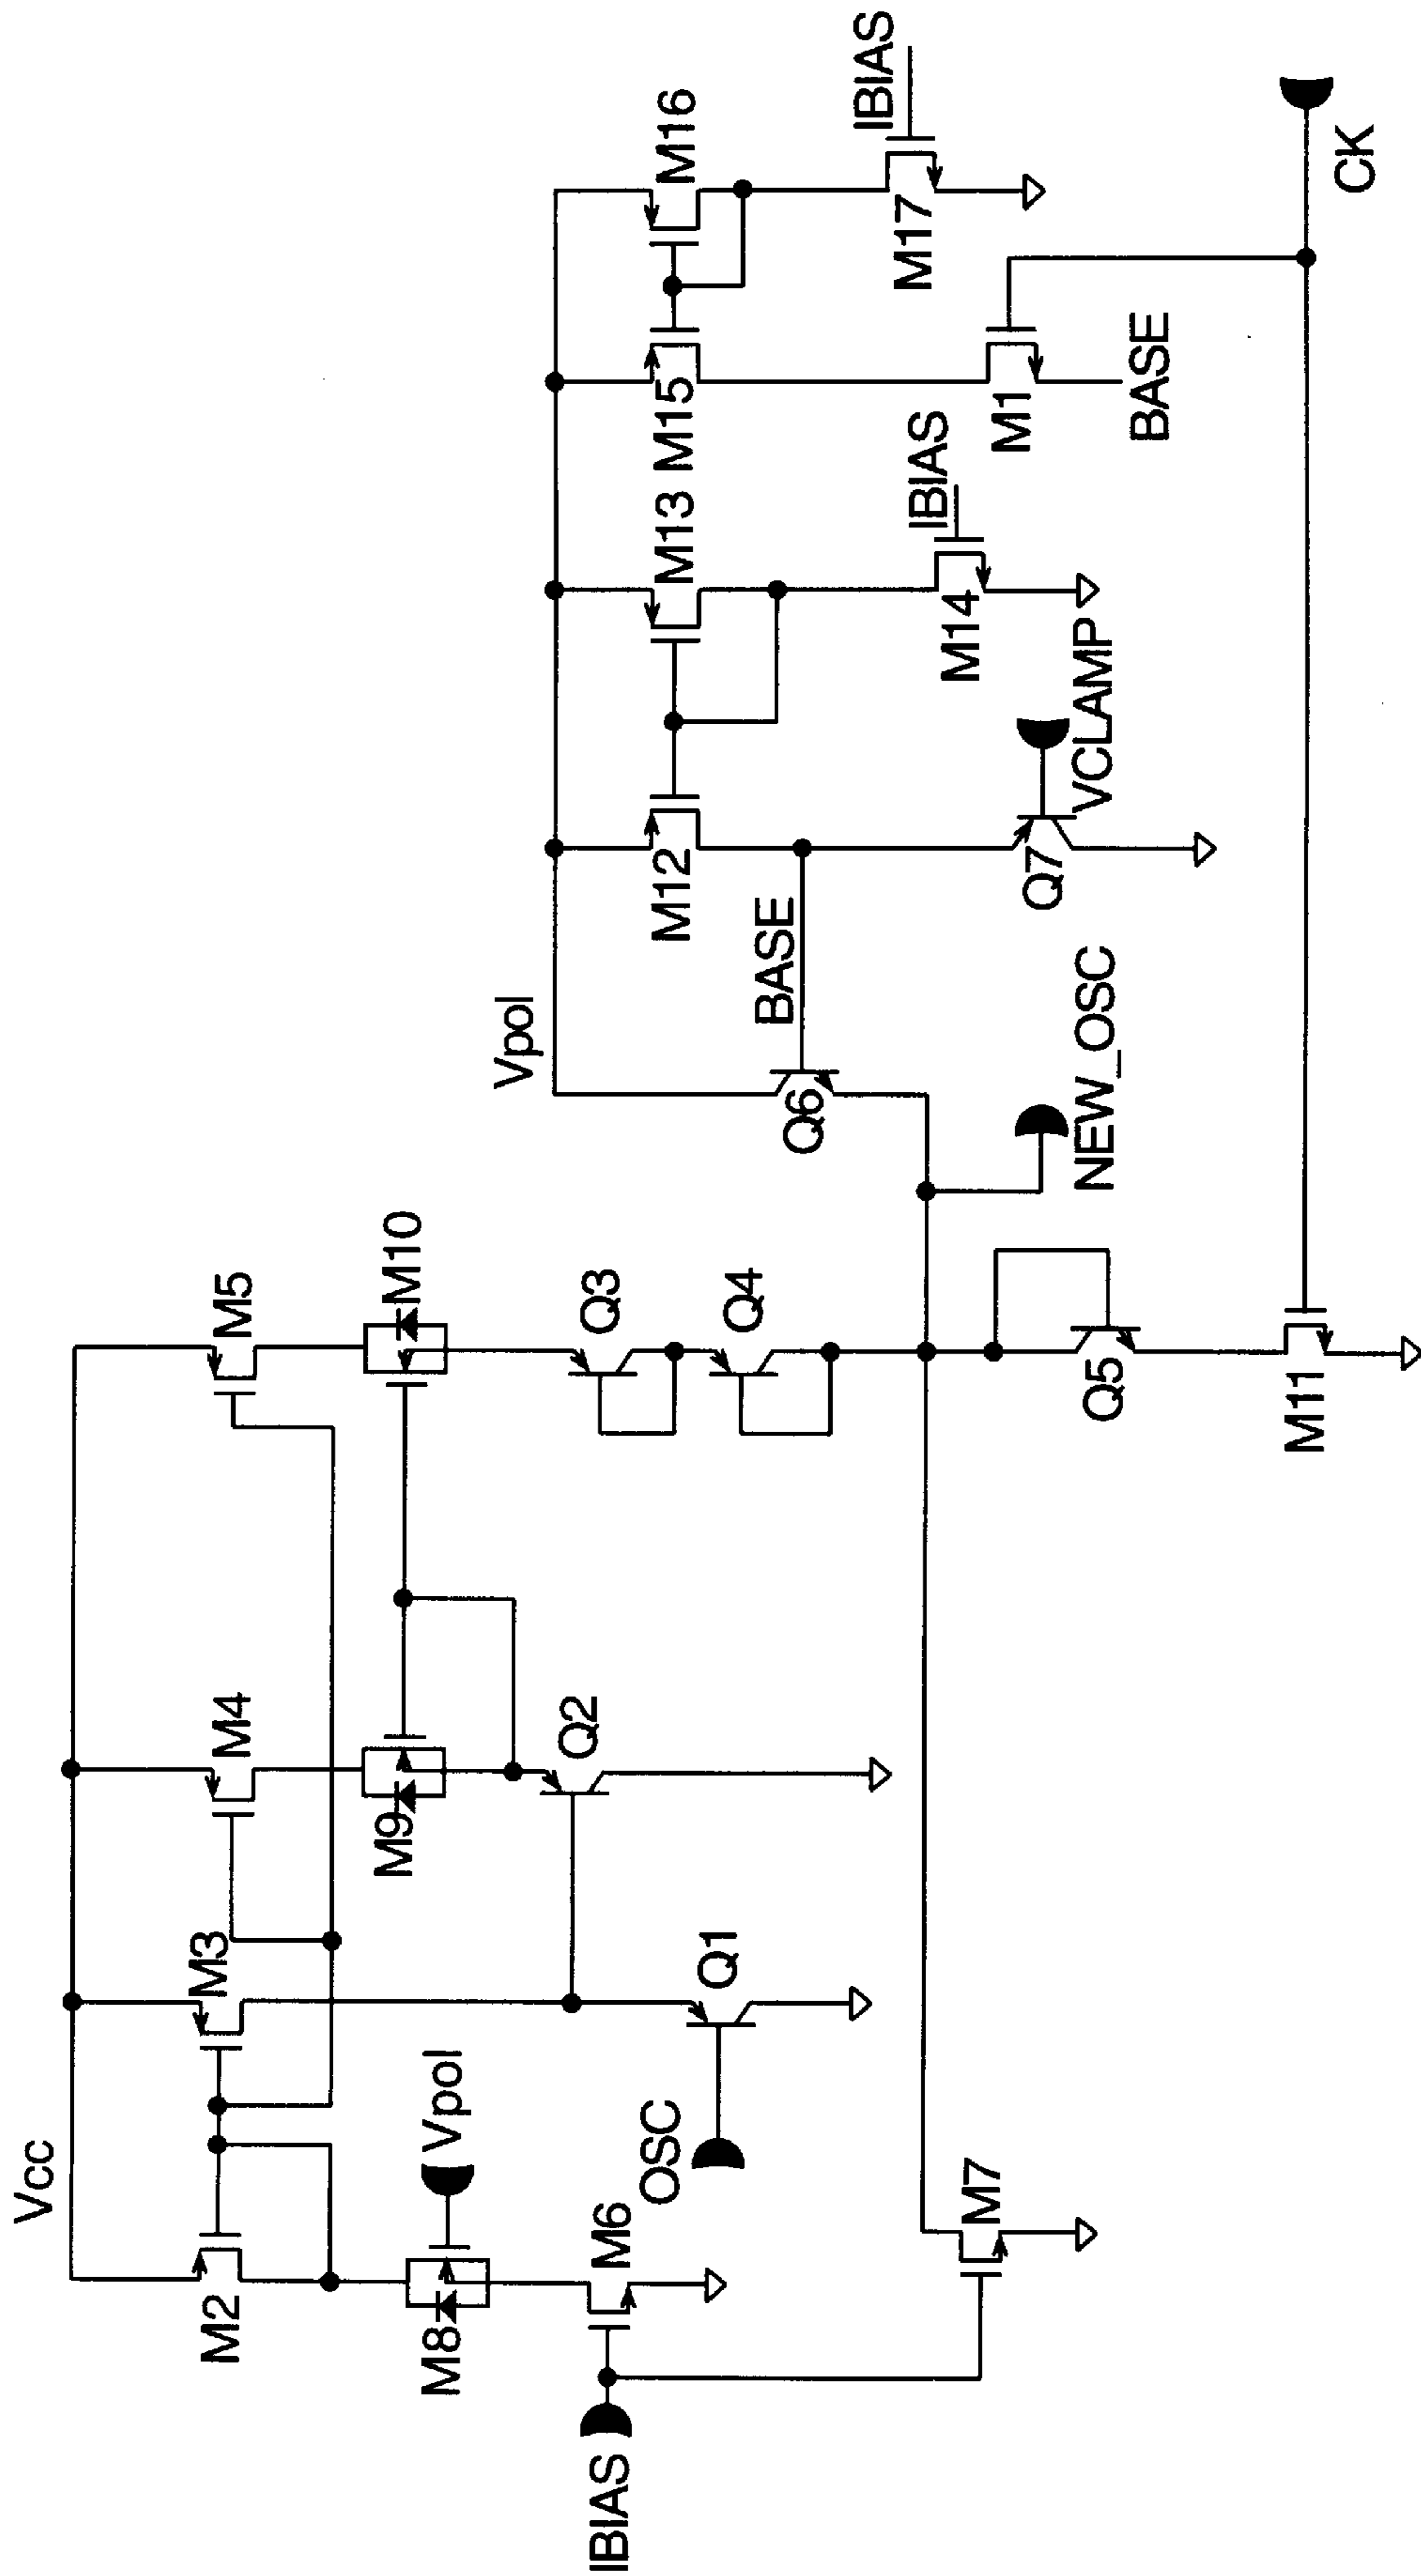 Vcc
M2
M3
M4
M5
M8
Vpol
M9
M10
IBIAS
M6
OSC
Q1
Q2
Q3
Q4
M7
Q5
M11
NEW_OSC
Vpol
Q6
BASE
M12
M13
M15
M16
Q7
VCLAMP
M14
IBIAS
M1
BASE
M17
IBIAS
CK